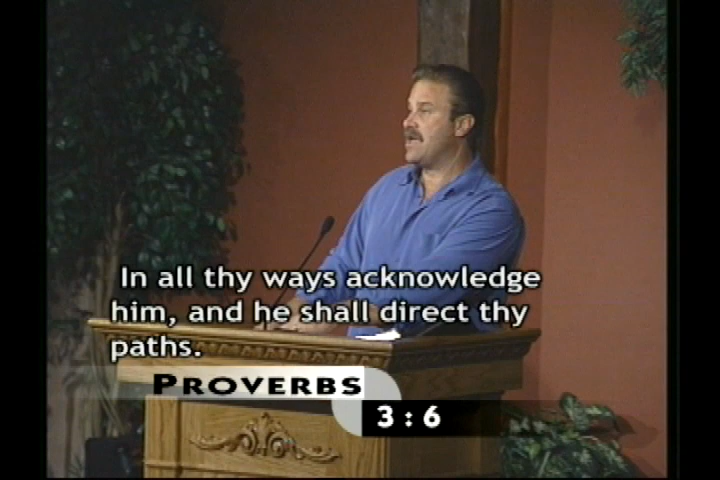 In all thy ways acknowledge
him, and he shall direct thy
paths.
PROVERBS
3:6